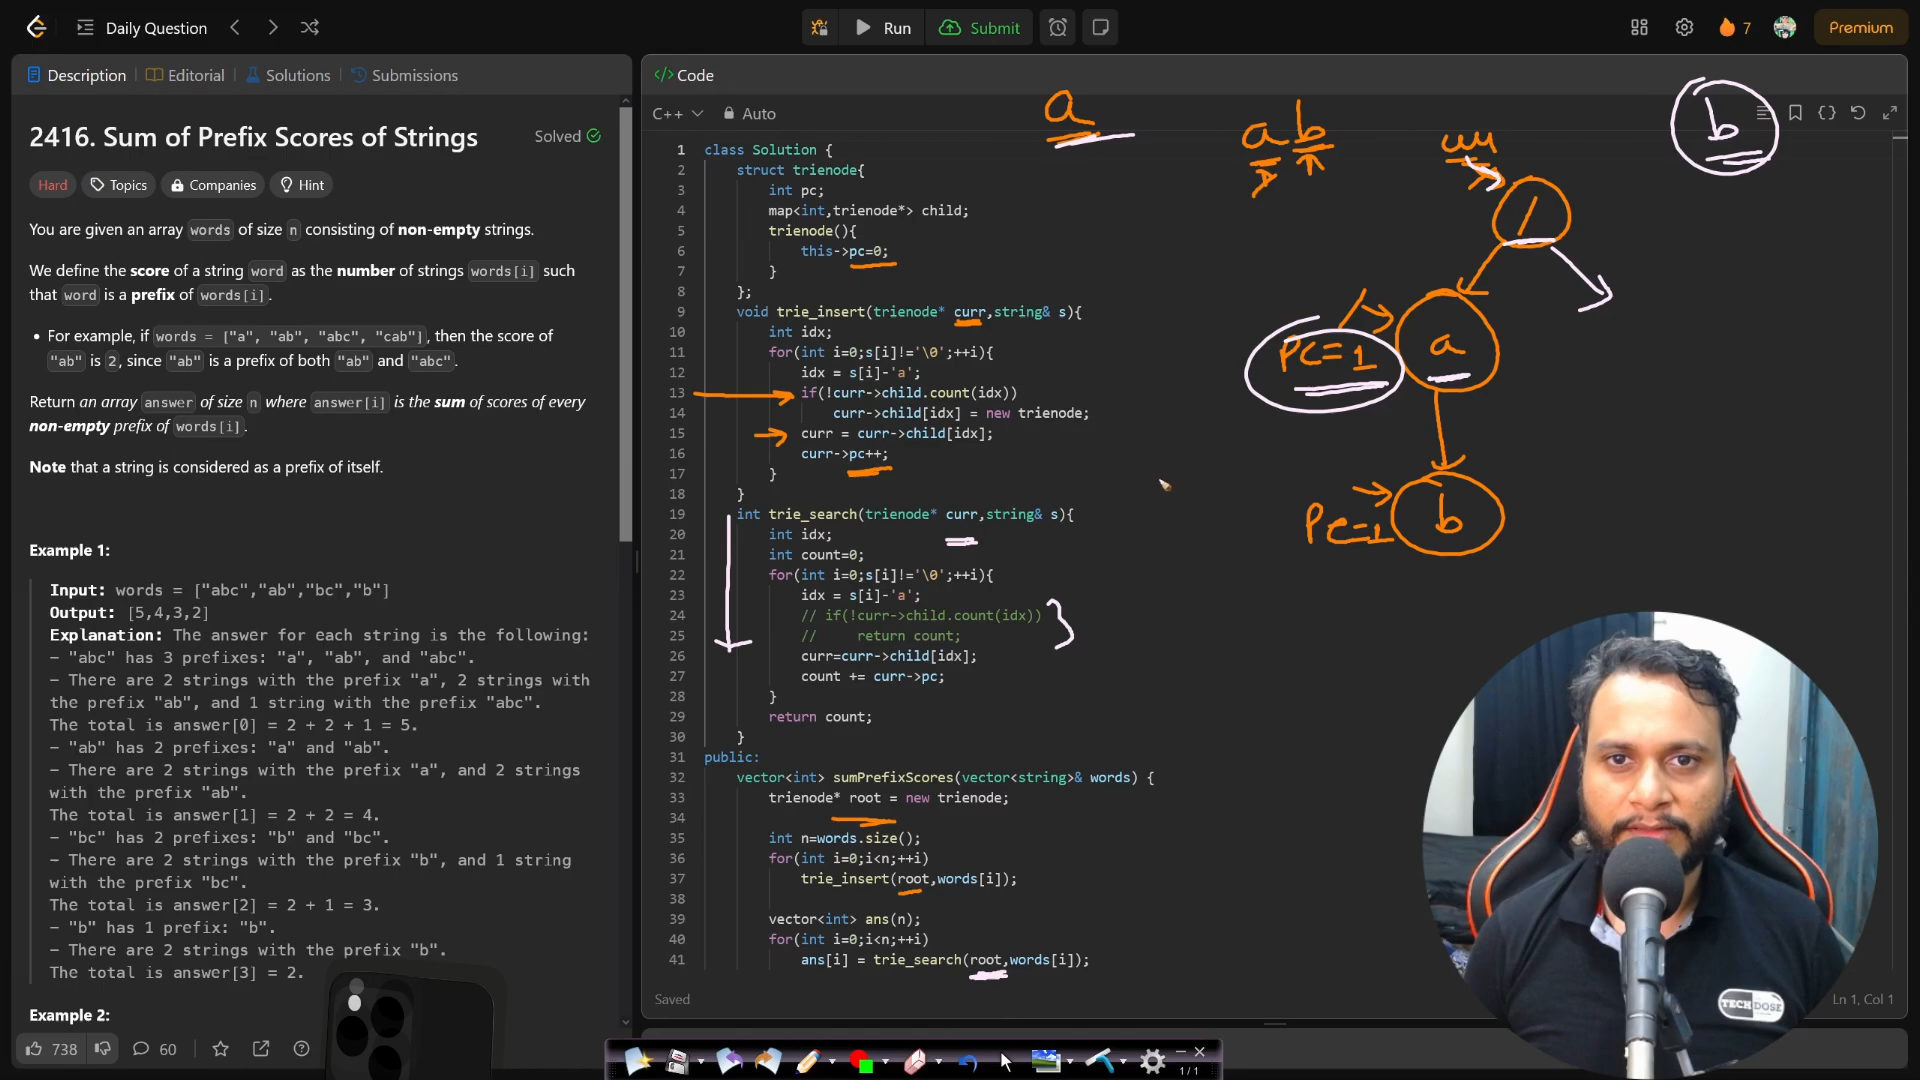 Daily Question
Run
Submit
7
Premium
Description
Editorial
Solutions
Submissions
2416. Sum of Prefix Scores of Strings
Solved
Hard
Topics
Companies
Hint
You are given an array words of size n consisting of non-empty strings.
We define the score of a string word as the number of strings words[i] such
that word is a prefix of words[i].
• For example, if words = ["a", "ab", "abc", "cab"], then the score of
"ab" is 2, since "ab" is a prefix of both "ab" and "abc".
Return an array answer of size n where answer[i] is the sum of scores of every
non-empty prefix of words[i].
Note that a string is considered as a prefix of itself.
Example 1:
Input: words = ["abc","ab","bc","b"]
Output: [5,4,3,2]
Explanation: The answer for each string is the following:
- "abc" has 3 prefixes: "a", "ab", and "abc".
- There are 2 strings with the prefix "a", 2 strings with
the prefix "ab", and 1 string with the prefix "abc".
The total is answer[0] = 2 + 2 + 1 = 5.
- "ab" has 2 prefixes: "a" and "ab".
- There are 2 strings with the prefix "a", and 2 strings
with the prefix "ab".
The total is answer[1] = 2 + 2 = 4.
- "bc" has 2 prefixes: "b" and "bc".
- There are 2 strings with the prefix "b", and 1 string
with the prefix "bc".
The total is answer[2] = 2 + 1 = 3.
- "b" has 1 prefix: "b".
- There are 2 strings with the prefix "b".
The total is answer[3] = 2.
Example 2:
738
60
</> Code
C++
Auto
1 class Solution {
2 struct trienode{
3 int pc;
4 map<int,trienode*> child;
5 trienode(){
6 this->pc=0;
7 }
8 };
9 void trie_insert(trienode* curr,string& s){
10 int idx;
11 for(int i=0;s[i]!='\0';++i){
12 idx = s[i]-'a';
13 if(!curr->child.count(idx))
14 curr->child[idx] = new trienode;
15 curr = curr->child[idx];
16 curr->pc++;
17 }
18 }
19 int trie_search(trienode* curr,string& s){
20 int idx;
21 int count=0;
22 for(int i=0;s[i]!='\0';++i){
23 idx = s[i]-'a';
24 // if(!curr->child.count(idx))
25 // return count;
26 curr=curr->child[idx];
27 count += curr->pc;
28 }
29 return count;
30 }
31 public:
32 vector<int> sumPrefixScores(vector<string>& words) {
33 trienode* root = new trienode;
34
35 int n=words.size();
36 for(int i=0;i<n;++i)
37 trie_insert(root,words[i]);
38
39 vector<int> ans(n);
40 for(int i=0;i<n;++i)
41 ans[i] = trie_search(root,words[i]);
Saved
Ln 1, Col 1
a
a b
b
/
PC=1
a
PC=1
b
TECH DOSE
1/1